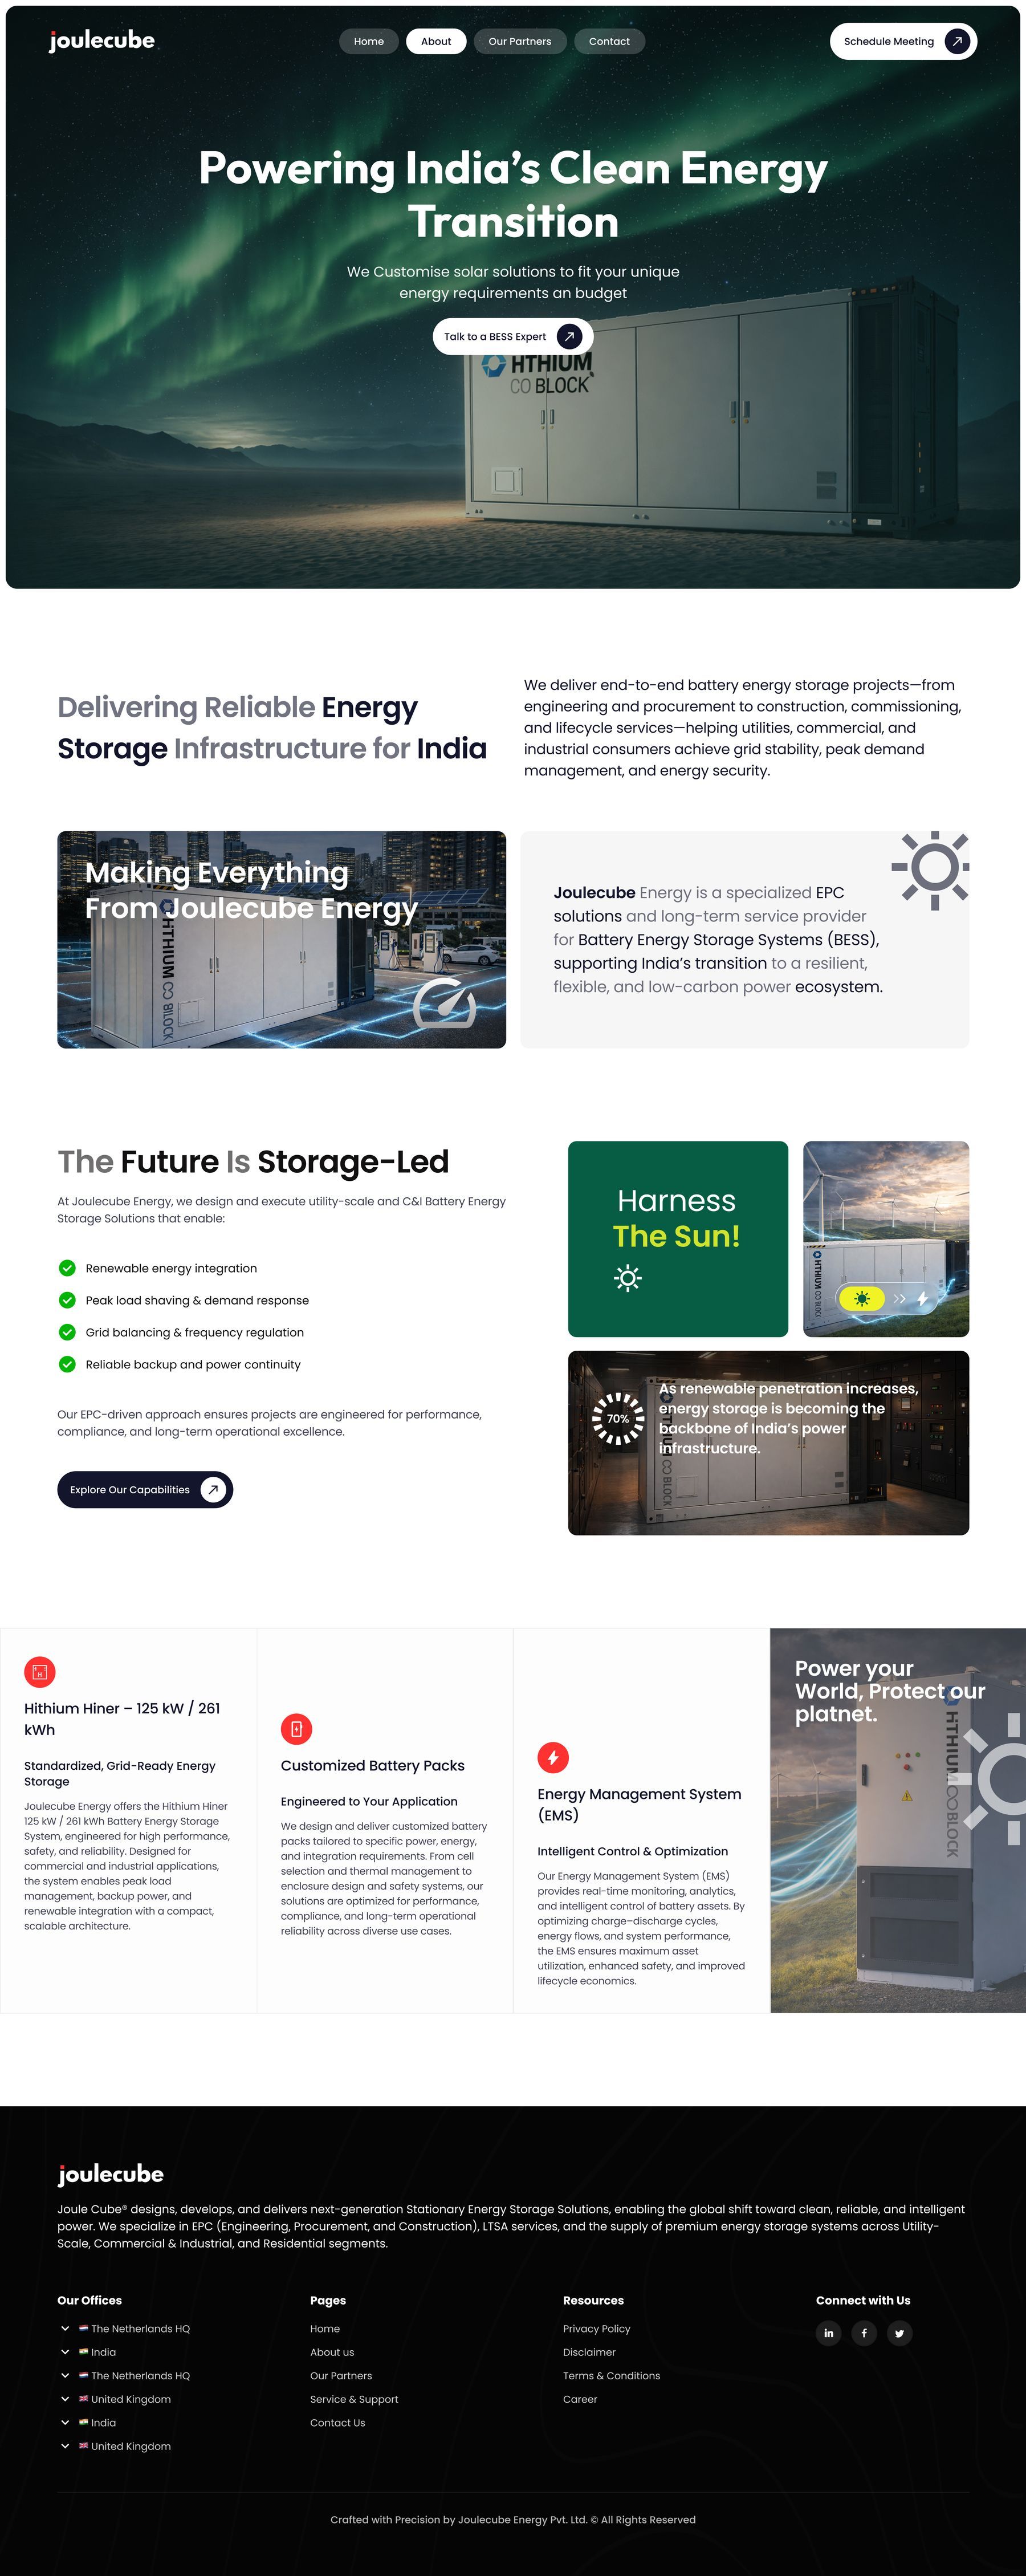 joulecube
Home
About
Our Partners
Contact
Schedule Meeting
Powering India’s Clean Energy
Transition
We Customise solar solutions to fit your unique
energy requirements an budget
Talk to a BESS Expert
HTHIUM
BLOCK
Delivering Reliable Energy
Storage Infrastructure for India
We deliver end-to-end battery energy storage projects—from
engineering and procurement to construction, commissioning,
and lifecycle services—helping utilities, commercial, and
industrial consumers achieve grid stability, peak demand
management, and energy security.
Making Everything
From Joulecube Energy
HTHIUM
Joulecube Energy is a specialized EPC
solutions and long-term service provider
for Battery Energy Storage Systems (BESS),
supporting India’s transition to a resilient,
flexible, and low-carbon power ecosystem.
The Future Is Storage-Led
At Joulecube Energy, we design and execute utility-scale and C&I Battery Energy
Storage Solutions that enable:
Renewable energy integration
Peak load shaving & demand response
Grid balancing & frequency regulation
Reliable backup and power continuity
Our EPC-driven approach ensures projects are engineered for performance,
compliance, and long-term operational excellence.
Explore Our Capabilities
Harness
The Sun!
HTHIUM
70%
As renewable penetration increases,
energy storage is becoming the
backbone of India’s power
infrastructure.
BLOCK
Hithium Hiner – 125 kW / 261
kWh
Standardized, Grid-Ready Energy
Storage
Joulecube Energy offers the Hithium Hiner
125 kW / 261 kWh Battery Energy Storage
System, engineered for high performance,
safety, and reliability. Designed for
commercial and industrial applications,
the system enables peak load
management, backup power, and
renewable integration with a compact,
scalable architecture.
Customized Battery Packs
Engineered to Your Application
We design and deliver customized battery
packs tailored to specific power, energy,
and integration requirements. From cell
selection and thermal management to
enclosure design and safety systems, our
solutions are optimized for performance,
compliance, and long-term operational
reliability across diverse use cases.
Energy Management System
(EMS)
Intelligent Control & Optimization
Our Energy Management System (EMS)
provides real-time monitoring, analytics,
and intelligent control of battery assets. By
optimizing charge–discharge cycles,
energy flows, and system performance,
the EMS ensures maximum asset
utilization, enhanced safety, and improved
lifecycle economics.
Power your
World, Protect our
platnet.
HTHIUM
BLOCK
joulecube
Joule Cube® designs, develops, and delivers next-generation Stationary Energy Storage Solutions, enabling the global shift toward clean, reliable, and intelligent
power. We specialize in EPC (Engineering, Procurement, and Construction), LTSA services, and the supply of premium energy storage systems across Utility-
Scale, Commercial & Industrial, and Residential segments.
Our Offices
The Netherlands HQ
India
The Netherlands HQ
United Kingdom
India
United Kingdom
Pages
Home
About us
Our Partners
Service & Support
Contact Us
Resources
Privacy Policy
Disclaimer
Terms & Conditions
Career
Connect with Us
Crafted with Precision by Joulecube Energy Pvt. Ltd. © All Rights Reserved